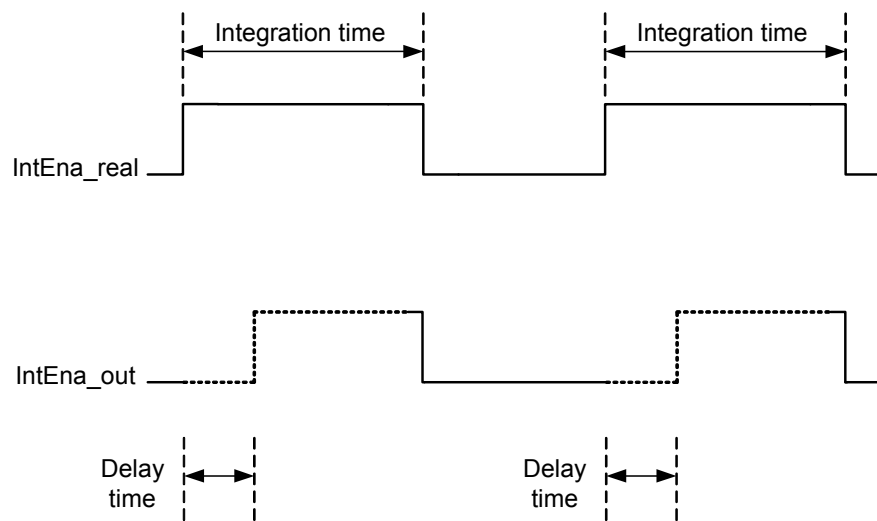 Integration time
Integration time
IntEna_real
IntEna_out
Delay
time
Delay
time